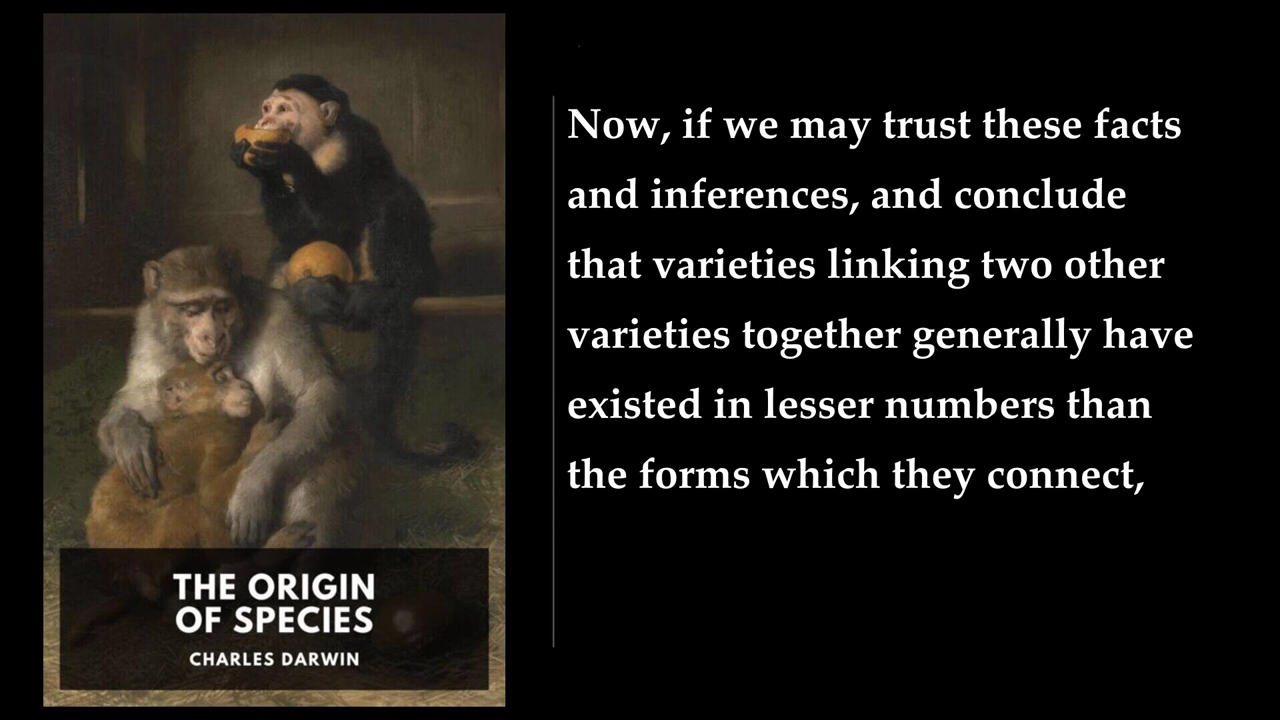 THE ORIGIN
OF SPECIES
CHARLES DARWIN
Now, if we may trust these facts
and inferences, and conclude
that varieties linking two other
varieties together generally have
existed in lesser numbers than
the forms which they connect,